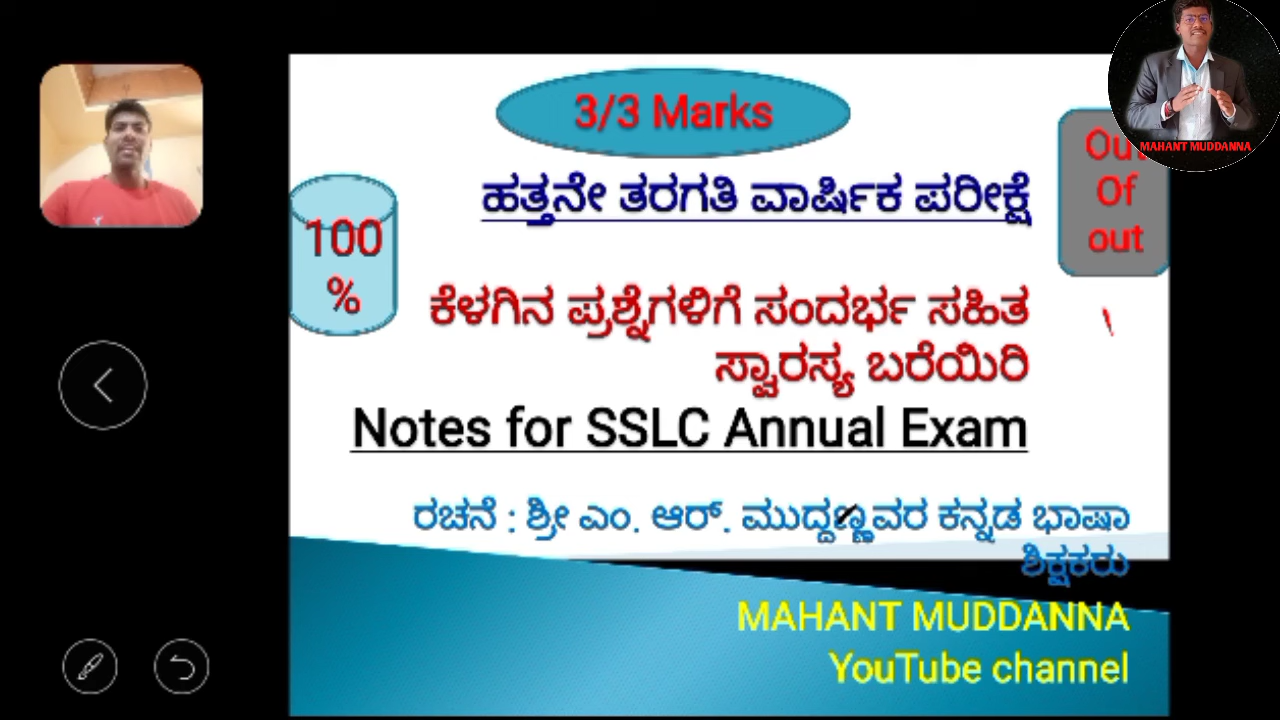 3/3 Marks
MAHANT MUDDANNA
Out
Of
out
ಹತ್ತನೇ ತರಗತಿ ವಾರ್ಷಿಕ ಪರೀಕ್ಷೆ
100
%
ಕೆಳಗಿನ ಪ್ರಶ್ನೆಗಳಿಗೆ ಸಂದರ್ಭ ಸಹಿತ
ಸ್ವಾರಸ್ಯ ಬರೆಯಿರಿ
Notes for SSLC Annual Exam
ರಚನೆ : ಶ್ರೀ ಎಂ. ಆರ್. ಮುದ್ದಣ್ಣವರ ಕನ್ನಡ ಭಾಷಾ
ಶಿಕ್ಷಕರು
MAHANT MUDDANNA
YouTube channel